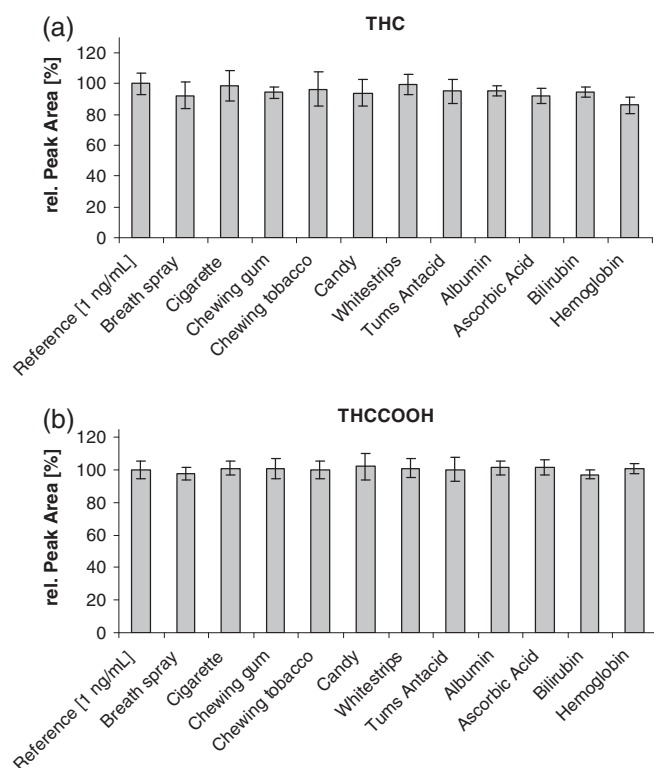 (a)
THC
rel. Peak Area [%]
120
100
80
60
40
20
0
Reference [1 ng/mL]
Breath spray
Cigarette
Chewing gum
Chewing tobacco
Candy
Whitestrips
Tums Antacid
Albumin
Ascorbic Acid
Bilirubin
Hemoglobin
(b)
THCCOOH
rel. Peak Area [%]
120
100
80
60
40
20
0
Reference [1 ng/mL]
Breath spray
Cigarette
Chewing gum
Chewing tobacco
Candy
Whitestrips
Tums Antacid
Albumin
Ascorbic Acid
Bilirubin
Hemoglobin